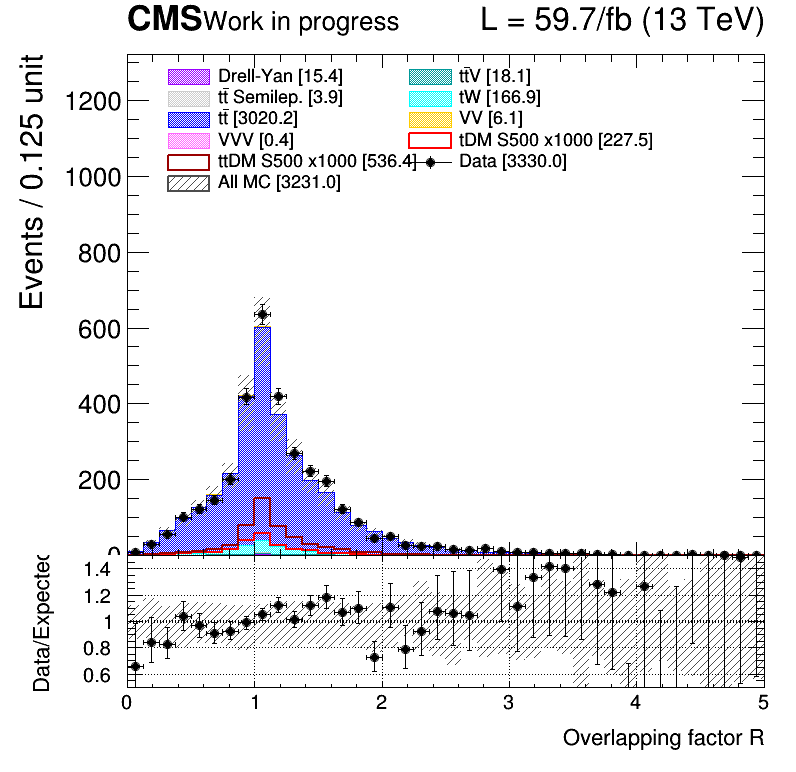 CMS Work in progress L = 59.7/fb (13 TeV)
Events / 0.125 unit
Drell-Yan [15.4]
tt̄V [18.1]
tt̄ Semilep. [3.9]
tW [166.9]
tt̄ [3020.2]
VV [6.1]
VVV [0.4]
tDM S500 x1000 [227.5]
ttDM S500 x1000 [536.4]
Data [3330.0]
All MC [3231.0]
1200
1000
800
600
400
200
0
Data/Expected
1.4
1.2
1
0.8
0.6
0 1 2 3 4 5
Overlapping factor R